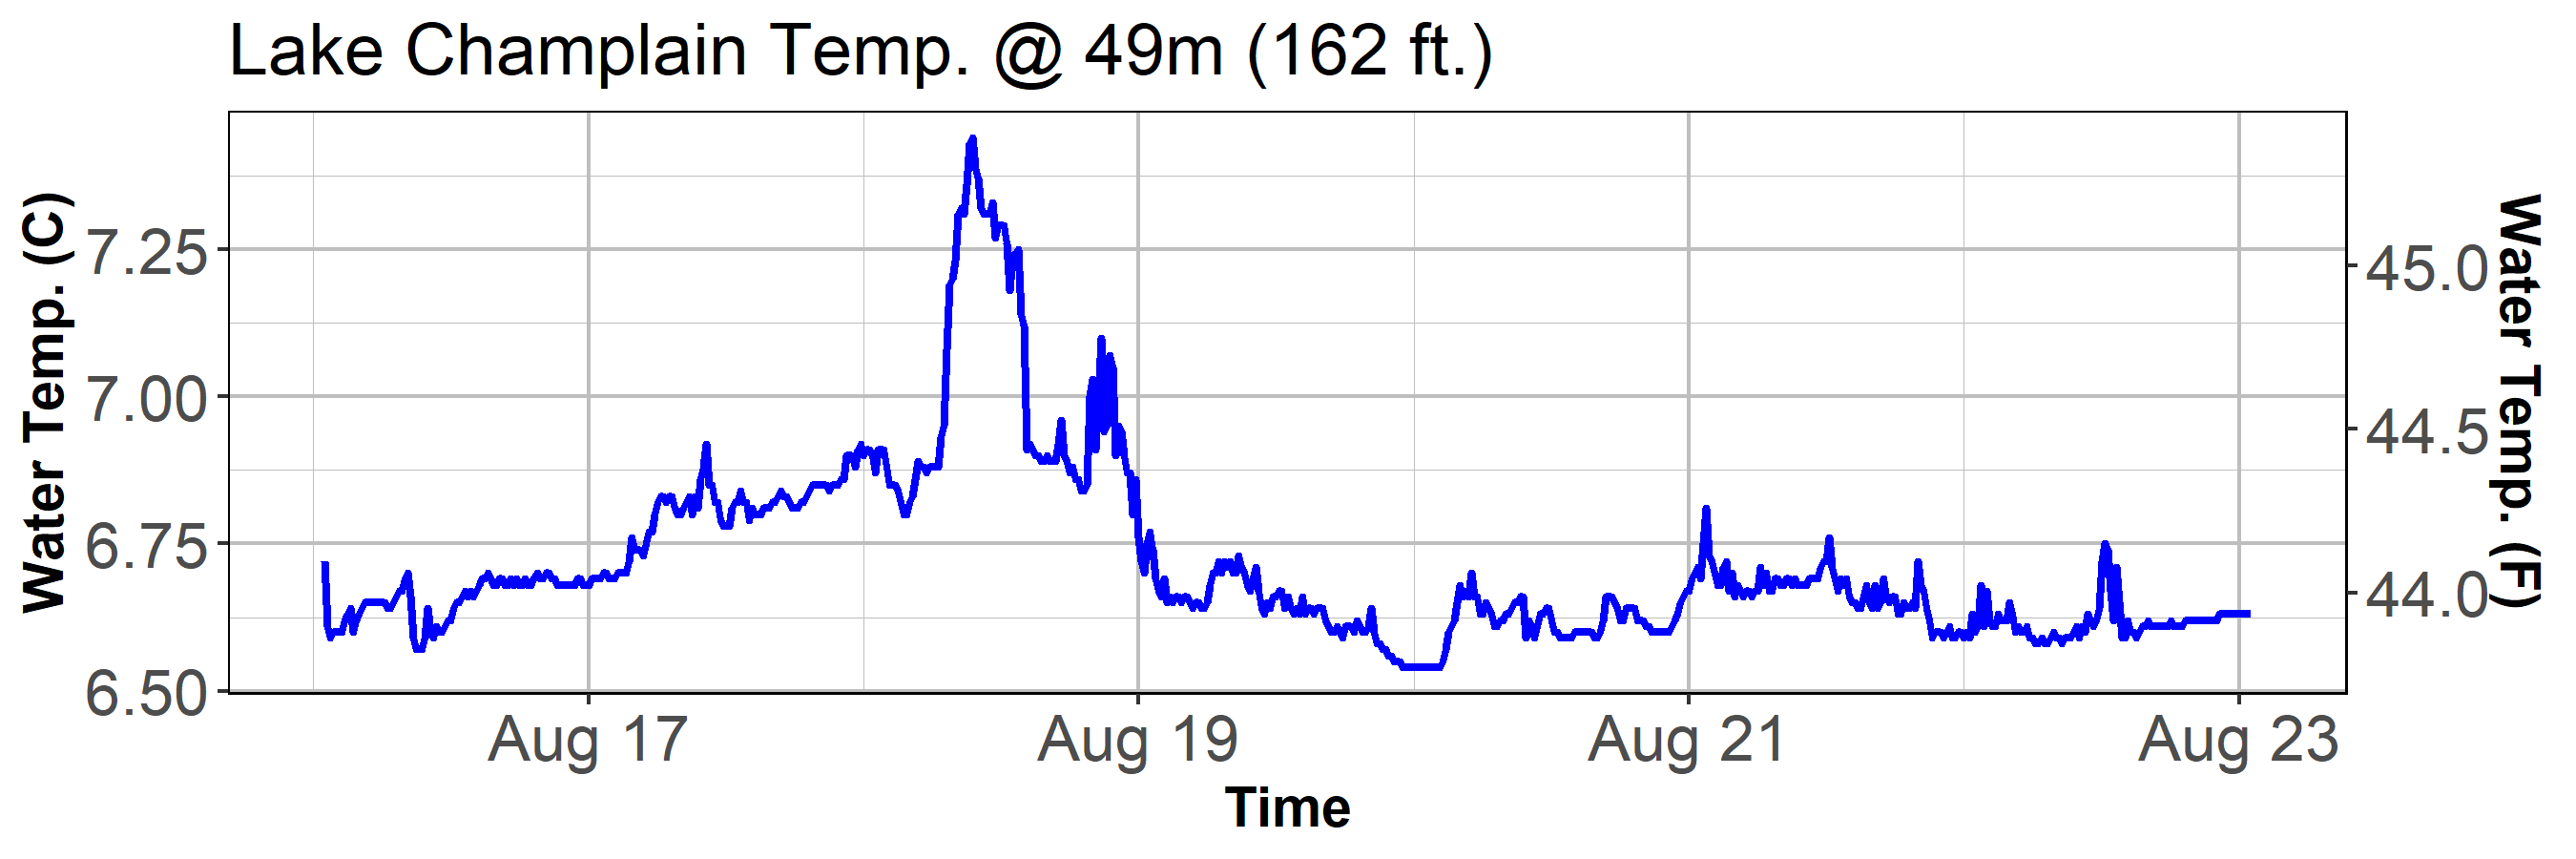 Lake Champlain Temp. @ 49m (162 ft.)
Water Temp. (C)
7.25
7.00
6.75
6.50
45.0
44.5
44.0
Water Temp. (F)
Aug 17 Aug 19 Aug 21 Aug 23
Time